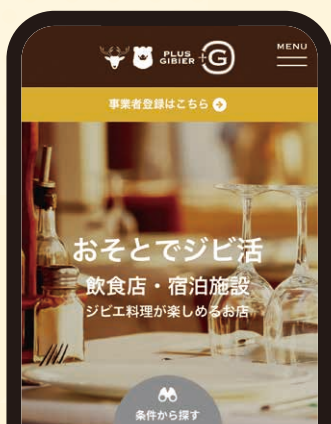 PLUS
GIBIER
+G
MENU
事業者登録はこちら
おそとでジビ活
飲食店・宿泊施設
ジビエ料理が楽しめるお店
条件から探す